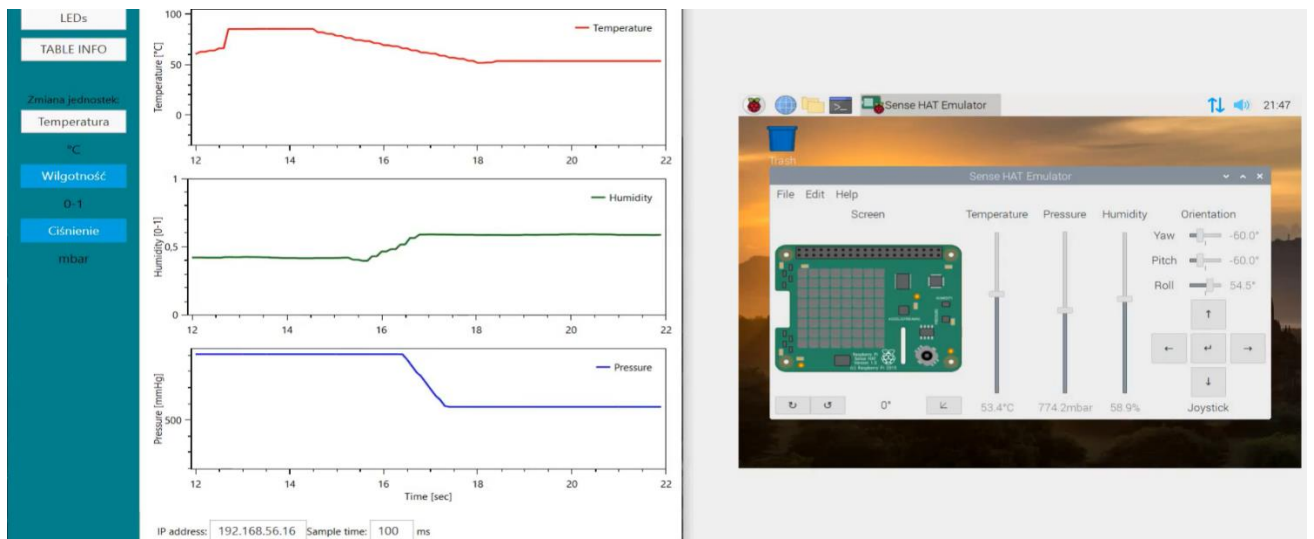 LEDs
TABLE INFO
Zmiana jednostek:
Temperatura
°C
Wilgotność
0-1
Ciśnienie
mbar
100
50
0
Temperature [°C]
Temperature
12 14 16 18 20 22
1
0,5
0
Humidity [0-1]
Humidity
12 14 16 18 20 22
500
Pressure [mmHg]
Pressure
12 14 16 18 20 22
Time [sec]
IP address: 192.168.56.16 Sample time: 100 ms
Sense HAT Emulator 21:47
Trash
Sense HAT Emulator
File Edit Help
Screen Temperature Pressure Humidity Orientation
Yaw -60.0°
Pitch -60.0°
Roll 54.5°
0° 53.4°C 774.2mbar 58.9% Joystick